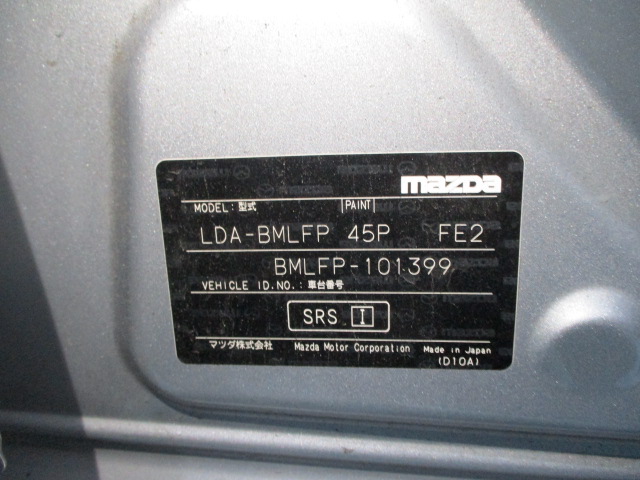 mazda
MODEL: 型式 PAINT
LDA-BMLFP 45P FE2
BMLFP-101399
VEHICLE ID.NO.: 車台番号
SRS I
マツダ株式会社 Mazda Motor Corporation Made in Japan
(D10A)